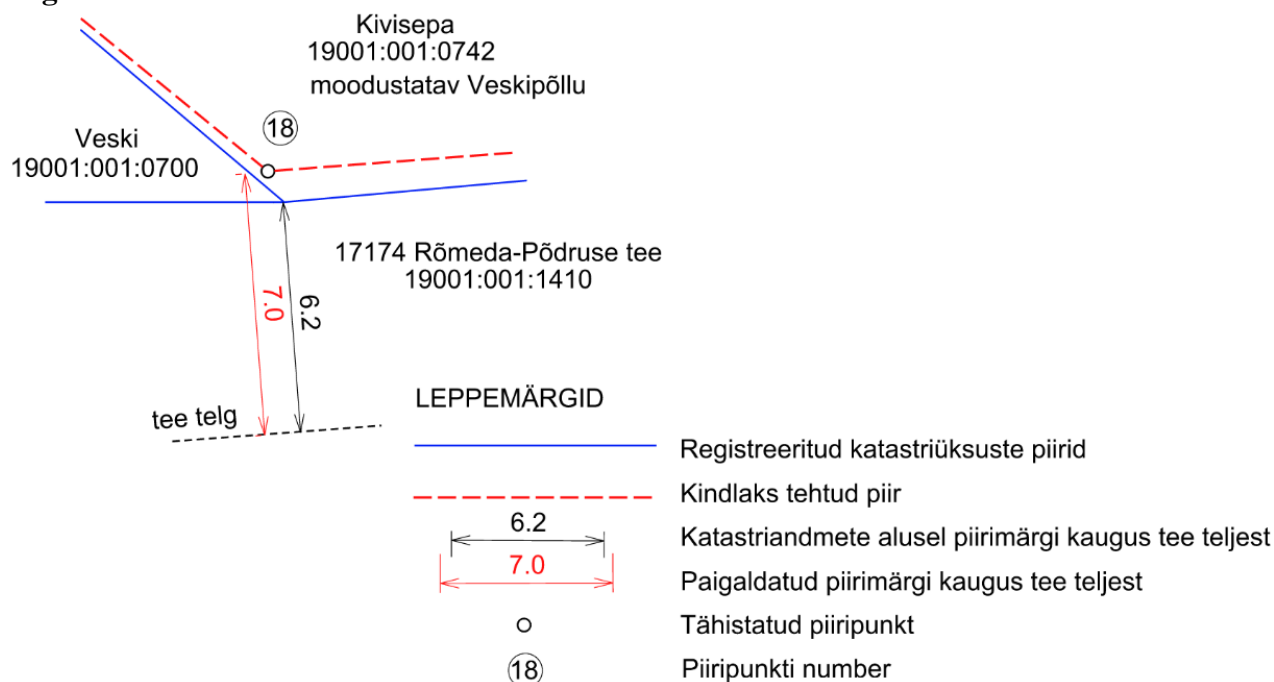 Kivisepa
19001:001:0742
moodustatav Veskipõllu
18
Veski
19001:001:0700
17174 Rõmeda-Põdruse tee
19001:001:1410
7.0
6.2
tee telg
LEPPEMÄRGID
Registreeritud katastriüksuste piirid
Kindlaks tehtud piir
6.2
Katastriandmete alusel piirimärgi kaugus tee teljest
7.0
Paigaldatud piirimärgi kaugus tee teljest
Tähistatud piiripunkt
18
Piiripunkti number